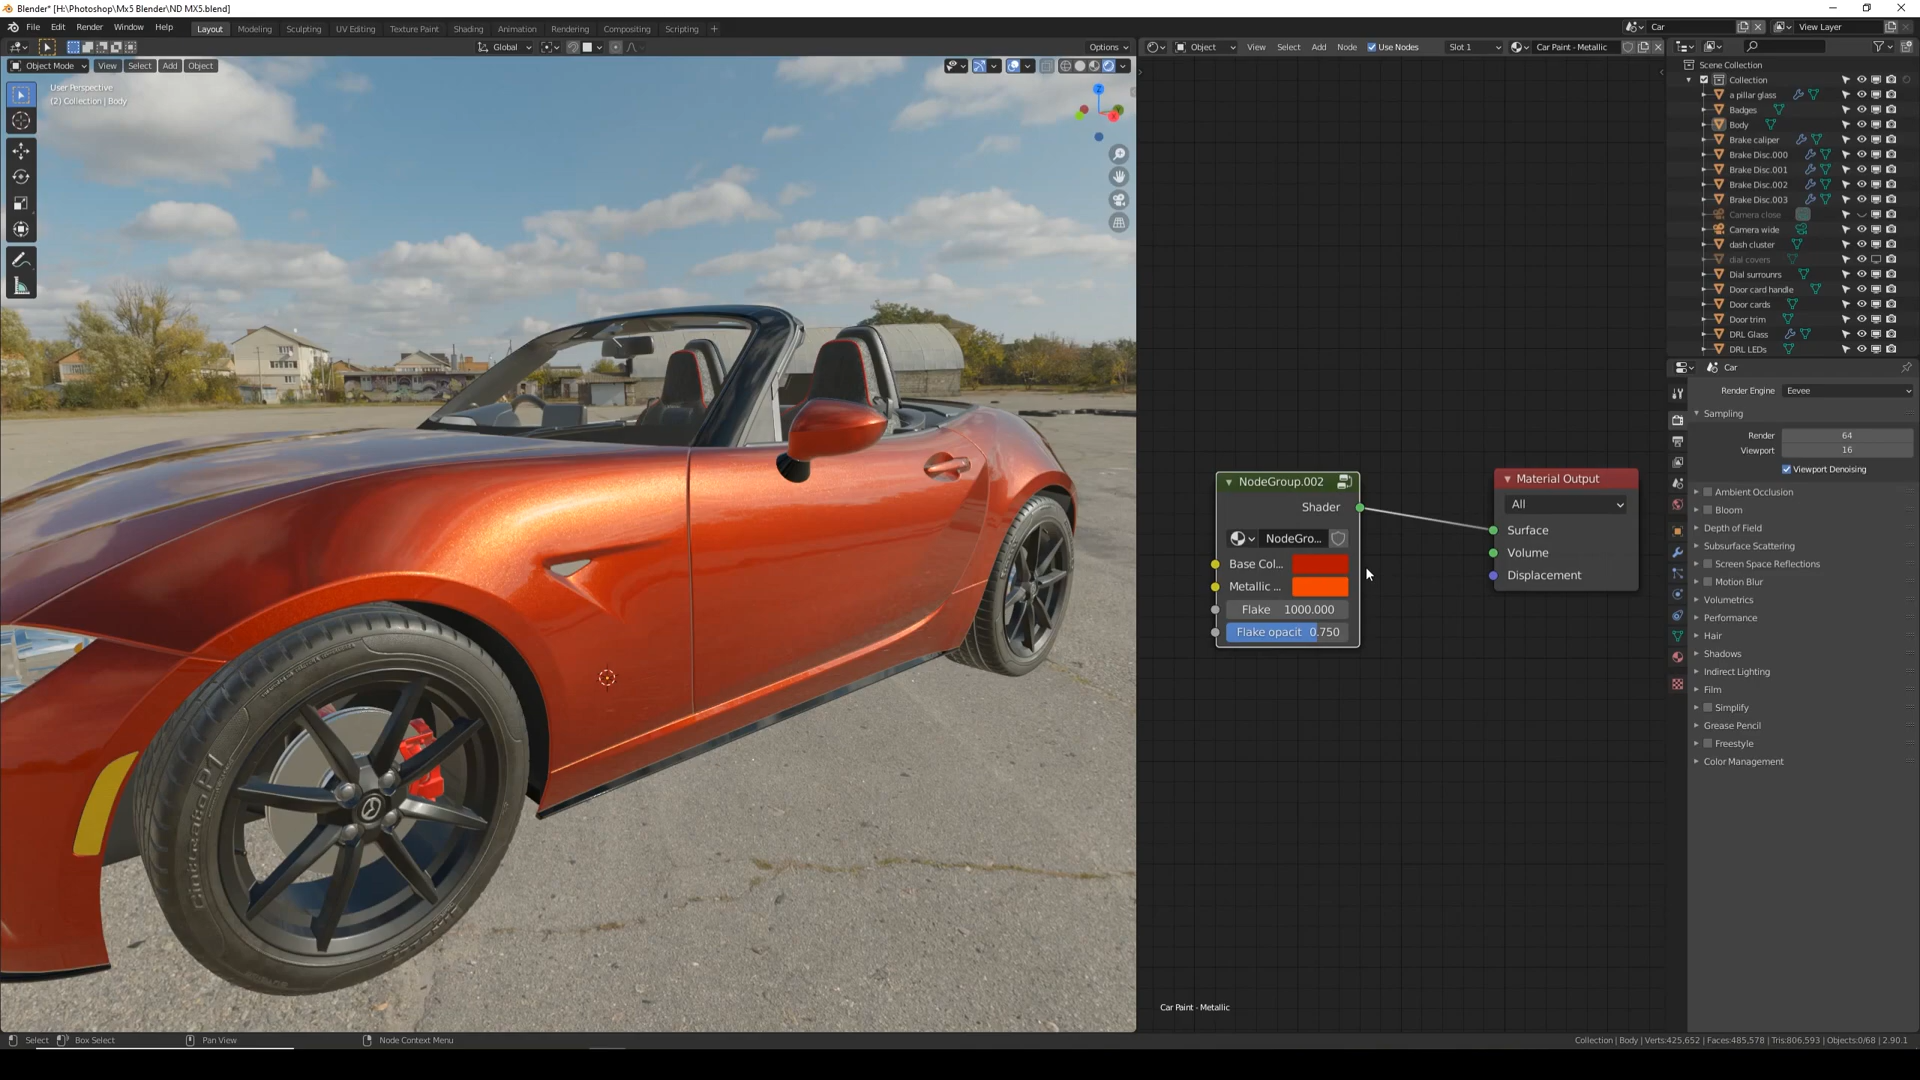 Blender* [H:\Photoshop\Mx5 Blender\ND MX5.blend]
File Edit Render Window Help Layout Modeling Sculpting UV Editing Texture Paint Shading Animation Rendering Compositing Scripting + Car View Layer
Global Options Object View Select Add Node Use Nodes Slot 1 Car Paint - Metallic
Object Mode View Select Add Object
User Perspective
(2) Collection | Body
Z
Y
X
Scene Collection
Collection
a pillar glass
Badges
Body
Brake caliper
Brake Disc.000
Brake Disc.001
Brake Disc.002
Brake Disc.003
Camera close
Camera wide
dash cluster
dial covers
Dial surrounrs
Door card handle
Door cards
Door trim
DRL Glass
DRL LEDs
Car
Render Engine Eevee
Sampling
Render 64
Viewport 16
Viewport Denoising
Ambient Occlusion
Bloom
Depth of Field
Subsurface Scattering
Screen Space Reflections
Motion Blur
Volumetrics
Performance
Hair
Shadows
Indirect Lighting
Film
Simplify
Grease Pencil
Freestyle
Color Management
NodeGroup.002
Shader
NodeGro...
Base Col...
Metallic ...
Flake 1000.000
Flake opacit 0.750
Material Output
All
Surface
Volume
Displacement
Cinturato P1
Car Paint - Metallic
Select Box Select Pan View Node Context Menu Collection | Body | Verts:425,652 | Faces:485,578 | Tris:806,593 | Objects:0/68 | 2.90.1